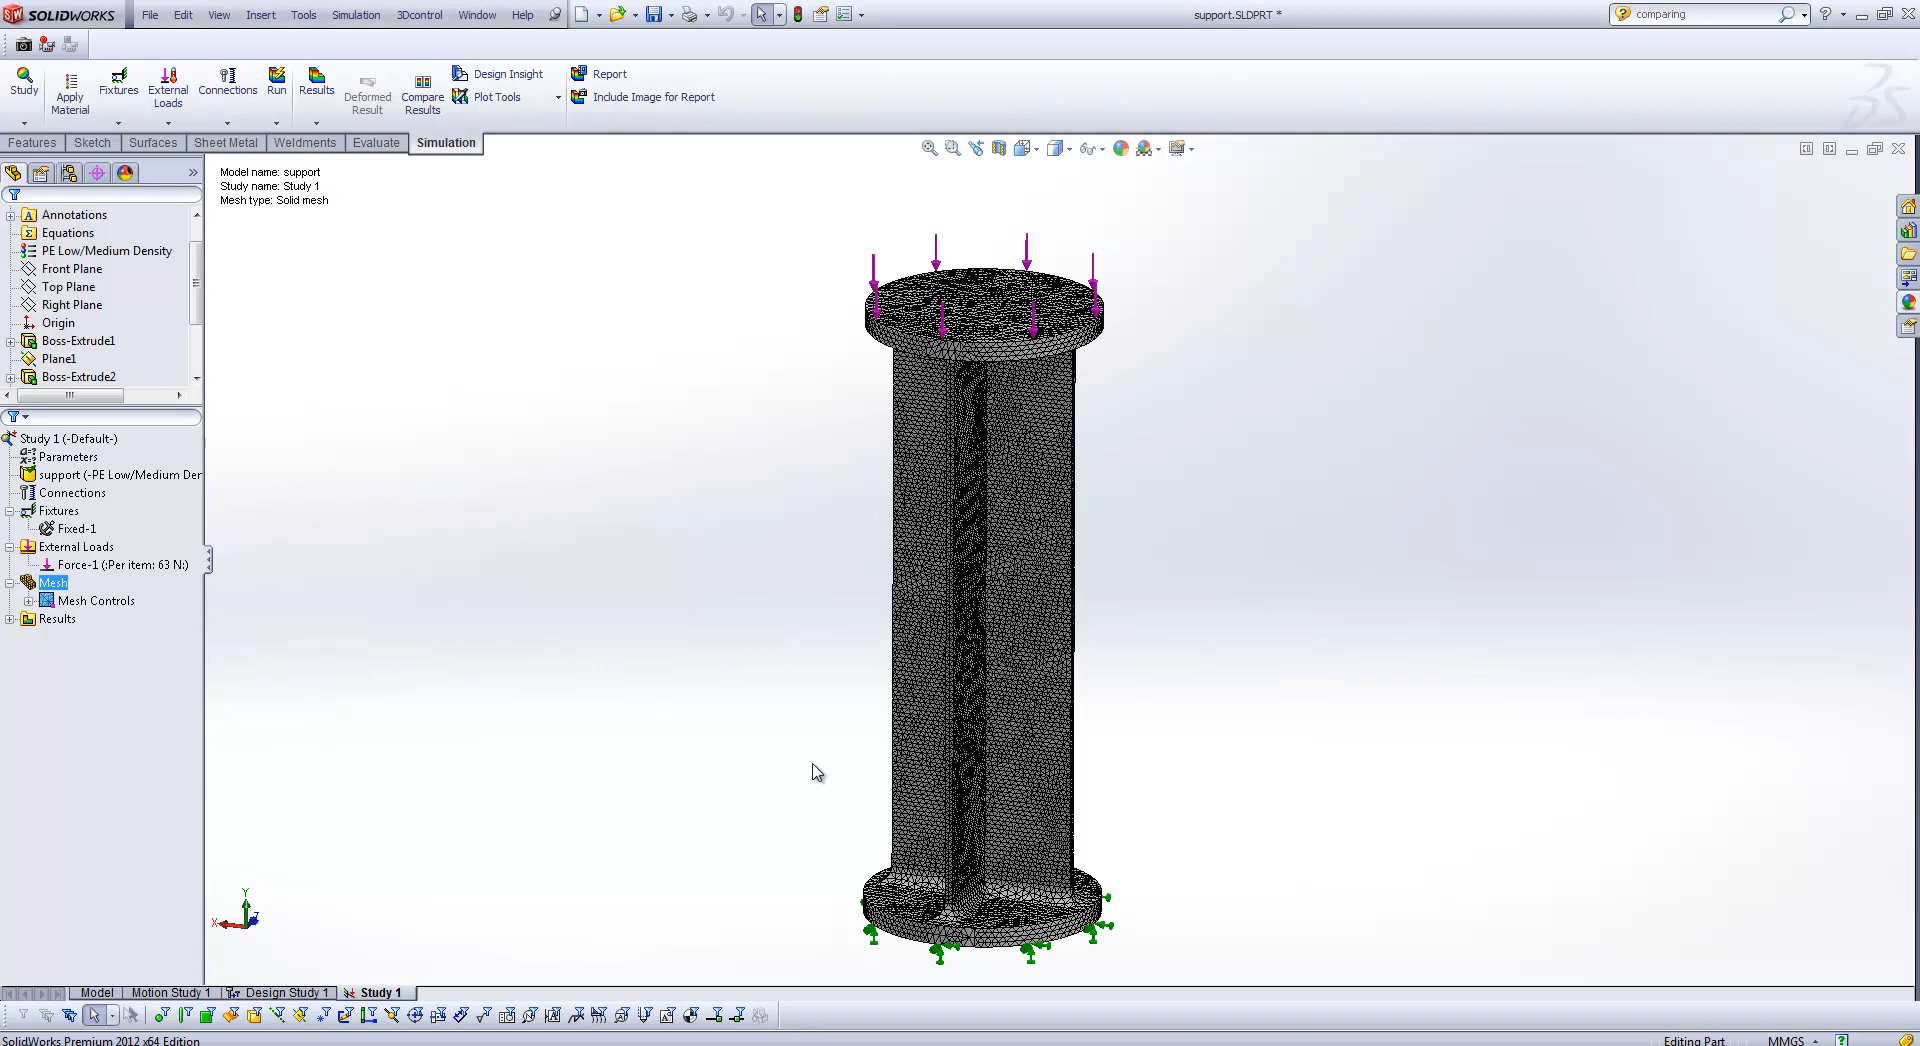 SOLIDWORKS File Edit View Insert Tools Simulation 3Dcontrol Window Help support.SLDPRT * comparing
Study Apply Material Fixtures External Loads Connections Run Results Deformed Result Compare Results Design Insight Report
Plot Tools Include Image for Report
Features Sketch Surfaces Sheet Metal Weldments Evaluate Simulation
Model name: support
Study name: Study 1
Mesh type: Solid mesh
Annotations
Equations
PE Low/Medium Density
Front Plane
Top Plane
Right Plane
Origin
Boss-Extrude1
Plane1
Boss-Extrude2
Study 1 (-Default-)
Parameters
support (-PE Low/Medium Der
Connections
Fixtures
Fixed-1
External Loads
Force-1 (:Per item: 63 N:)
Mesh
Mesh Controls
Results
Y
X Z
Model Motion Study 1 Design Study 1 Study 1
SolidWorks Premium 2012 x64 Edition Editing Part MMGS